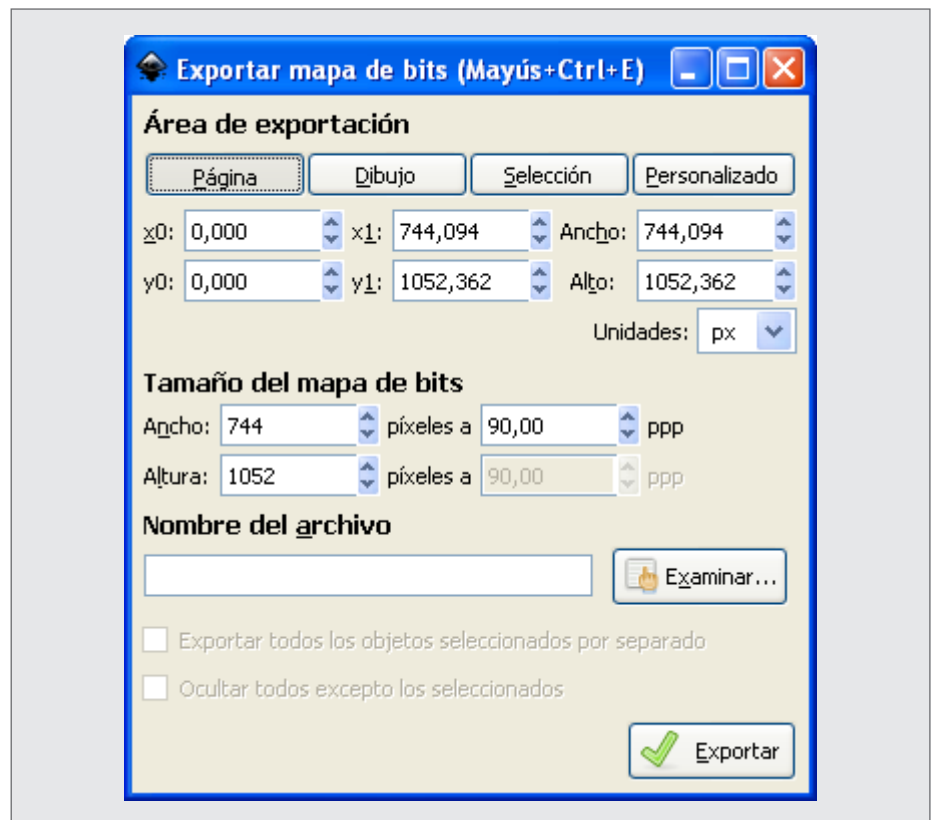 Exportar mapa de bits (Mayús+Ctrl+E)
Área de exportación
Página Dibujo Selección Personalizado
x0: 0,000 x1: 744,094 Ancho: 744,094
y0: 0,000 y1: 1052,362 Alto: 1052,362
Unidades: px
Tamaño del mapa de bits
Ancho: 744 píxeles a 90,00 ppp
Altura: 1052 píxeles a 90,00 ppp
Nombre del archivo
Examinar...
Exportar todos los objetos seleccionados por separado
Ocultar todos excepto los seleccionados
Exportar